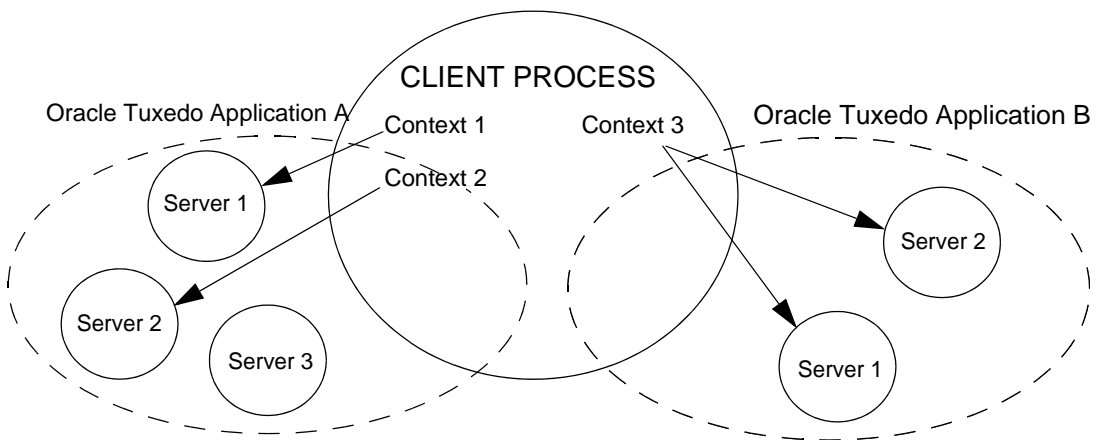 CLIENT PROCESS
Oracle Tuxedo Application A
Context 1
Context 3
Oracle Tuxedo Application B
Context 2
Server 1
Server 2
Server 2
Server 3
Server 1